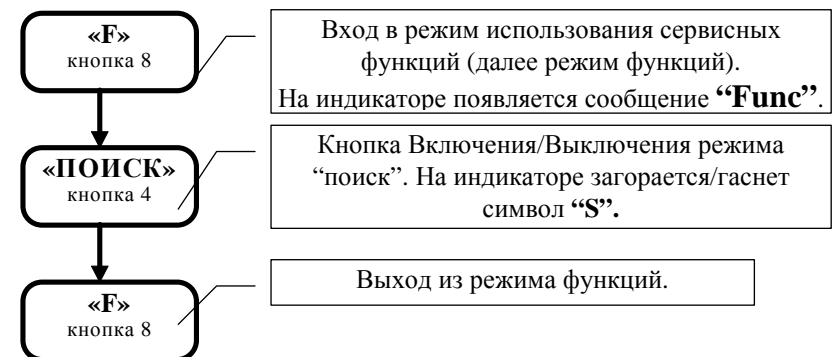 «F»
кнопка 8
Вход в режим использования сервисных
функций (далее режим функций).
На индикаторе появляется сообщение “Func”.
«ПОИСК»
кнопка 4
Кнопка Включения/Выключения режима
“поиск”. На индикаторе загорается/гаснет
символ “S”.
«F»
кнопка 8
Выход из режима функций.